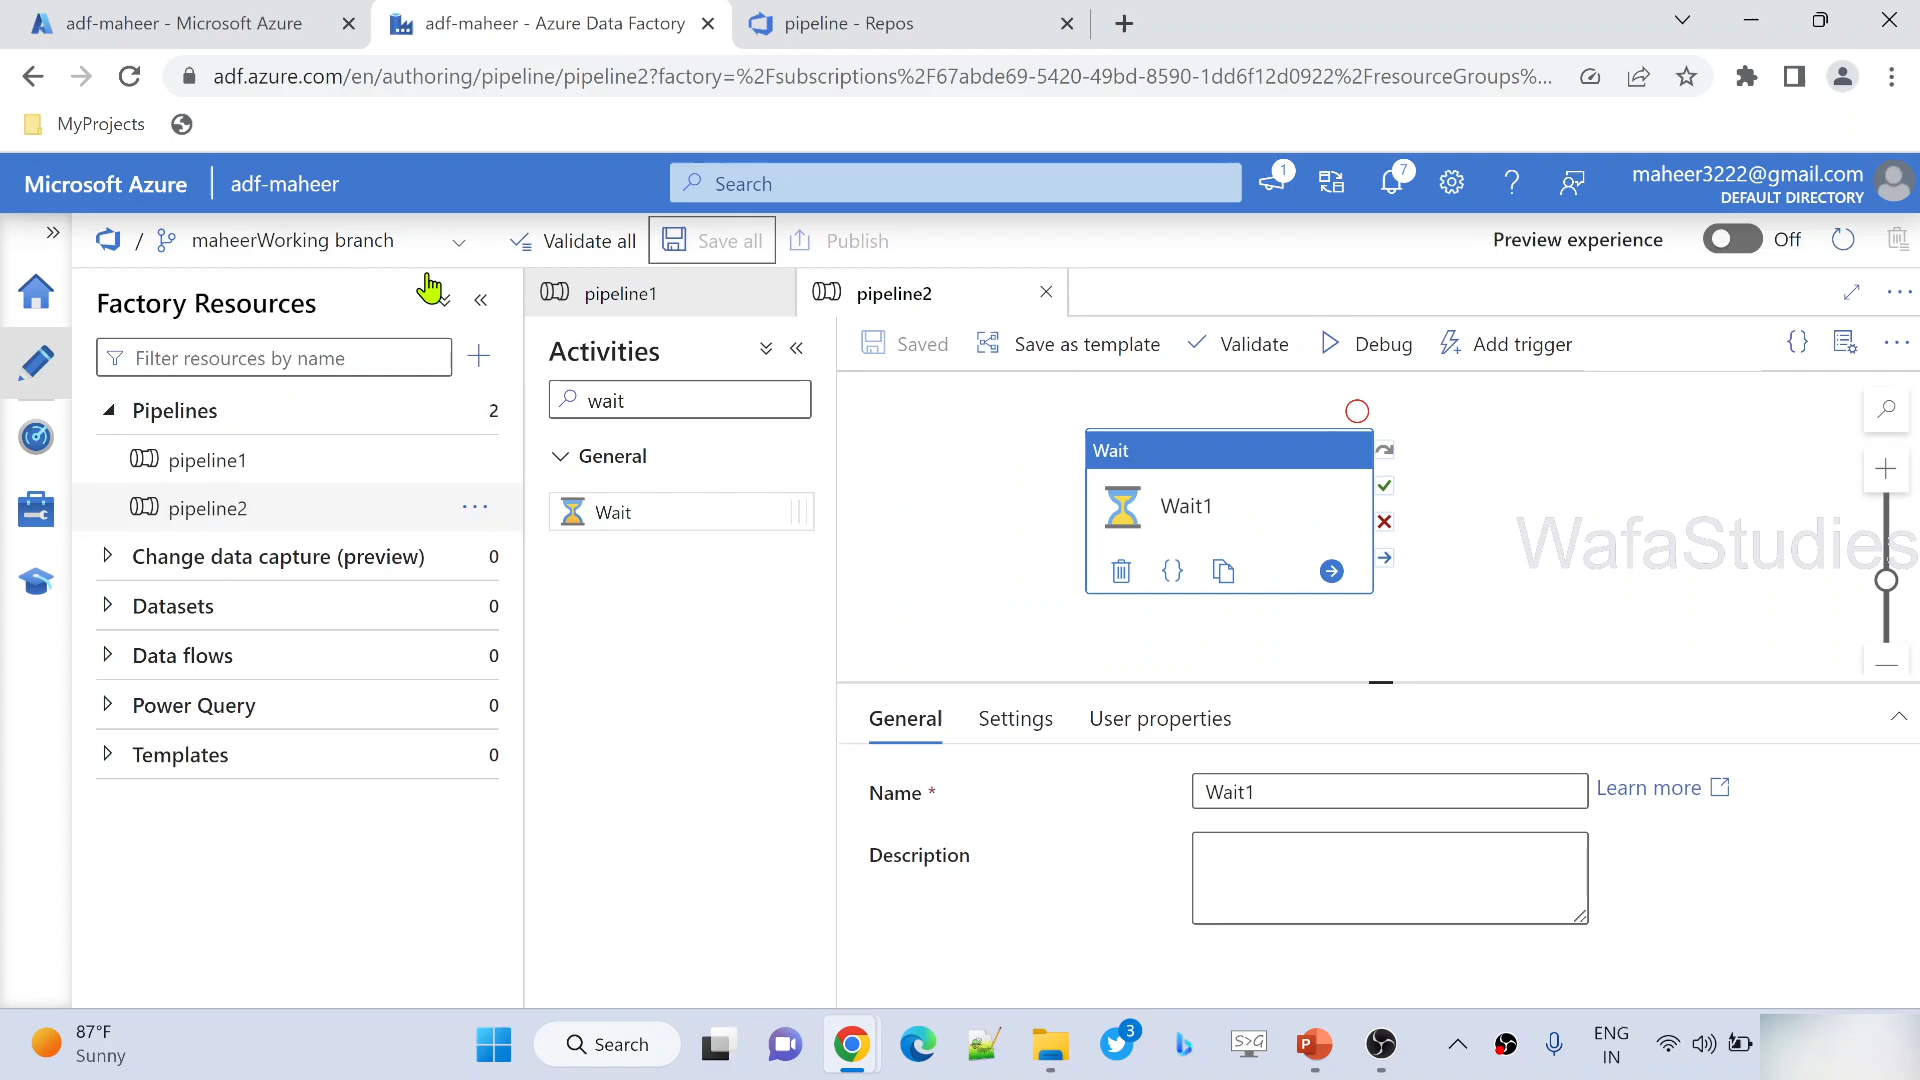 adf-maheer - Microsoft Azure
adf-maheer - Azure Data Factory
pipeline - Repos
adf.azure.com/en/authoring/pipeline/pipeline2?factory=%2Fsubscriptions%2F67abde69-5420-49bd-8590-1dd6f12d0922%2FresourceGroups%...
MyProjects
Microsoft Azure
adf-maheer
Search
1
7
maheer3222@gmail.com
DEFAULT DIRECTORY
/
maheerWorking branch
Validate all
Save all
Publish
Preview experience
Off
Factory Resources
Filter resources by name
Pipelines 2
pipeline1
pipeline2
Change data capture (preview) 0
Datasets 0
Data flows 0
Power Query 0
Templates 0
pipeline1
pipeline2
Activities
wait
General
Wait
Saved
Save as template
Validate
Debug
Add trigger
Wait
Wait1
WafaStudies
General
Settings
User properties
Name *
Wait1
Learn more
Description
87°F
Sunny
Search
3
S>G
P
ENG
IN